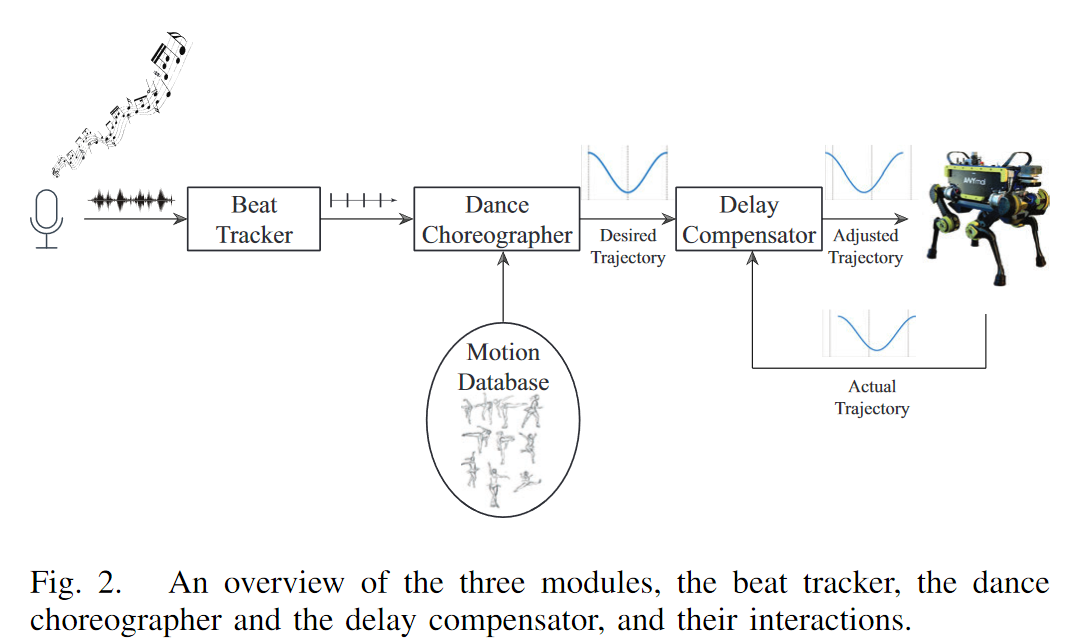 Beat
Tracker
Dance
Choreographer
Desired
Trajectory
Delay
Compensator
Adjusted
Trajectory
ANYmal
Motion
Database
Actual
Trajectory
Fig. 2. An overview of the three modules, the beat tracker, the dance
choreographer and the delay compensator, and their interactions.